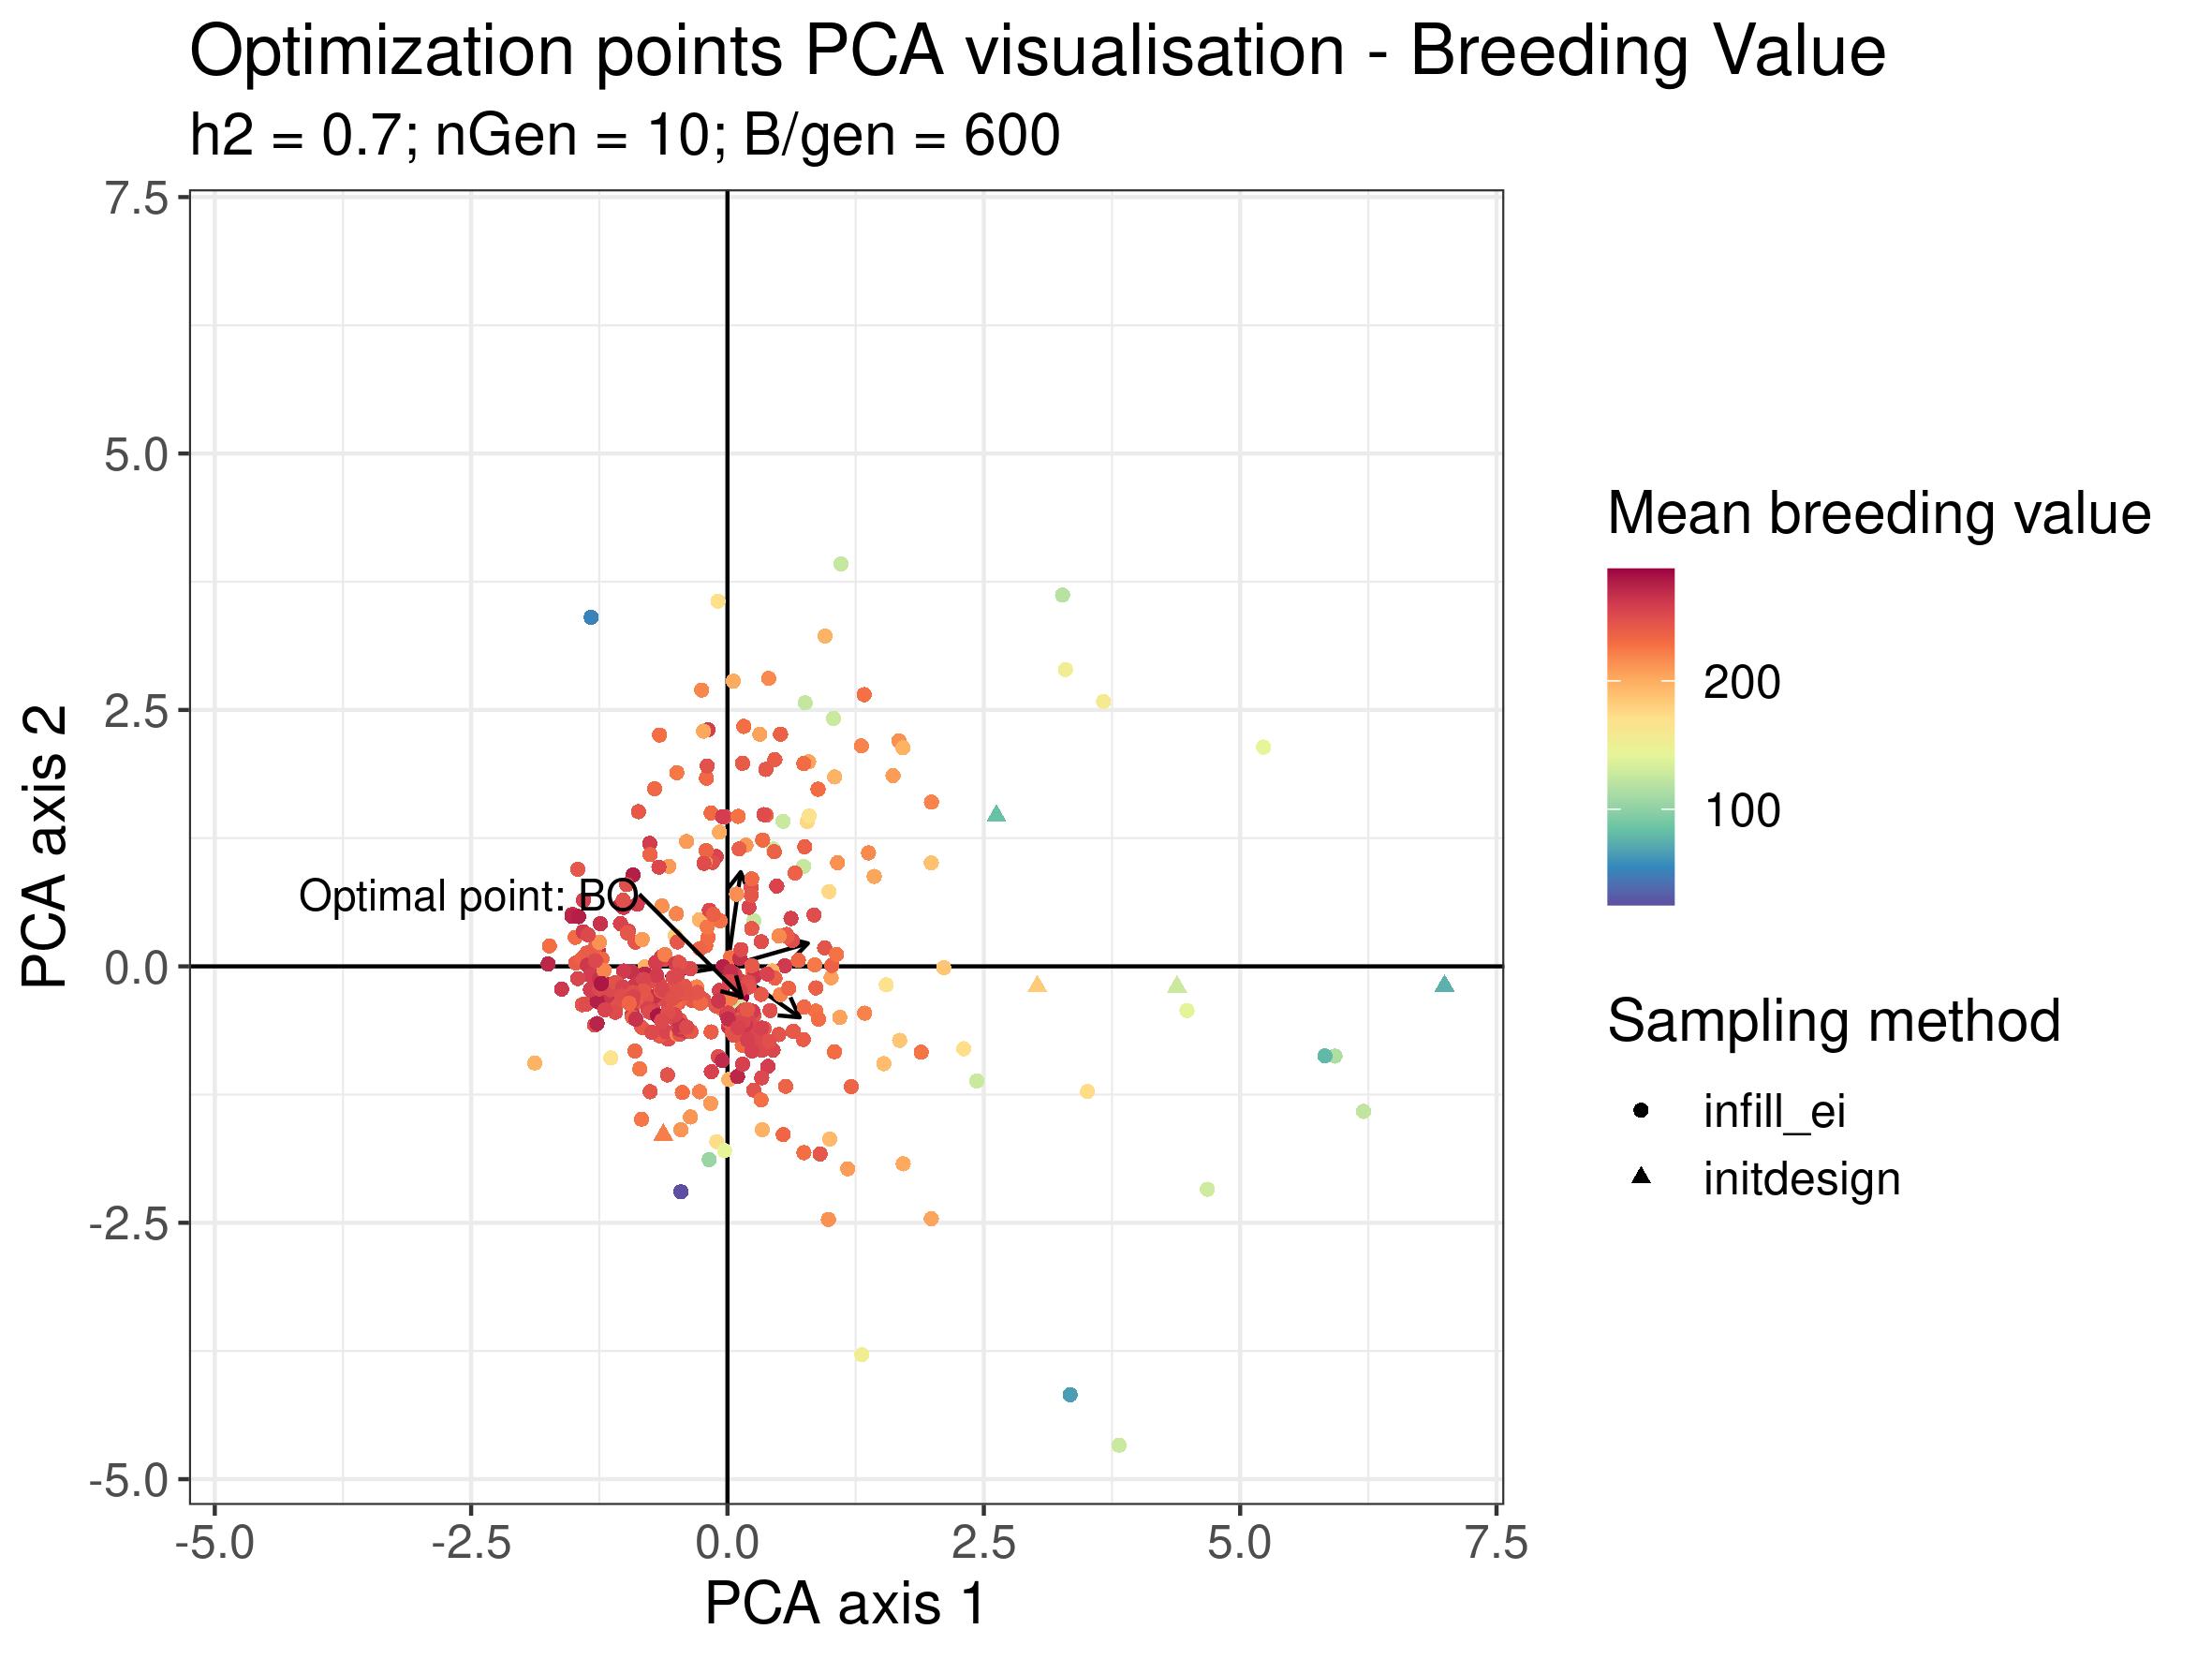 Optimization points PCA visualisation - Breeding Value
h2 = 0.7; nGen = 10; B/gen = 600
7.5
5.0
2.5
0.0
-2.5
-5.0
PCA axis 2
Optimal point: BO
-5.0 -2.5 0.0 2.5 5.0 7.5
PCA axis 1
Mean breeding value
200
100
Sampling method
infill_ei
initdesign